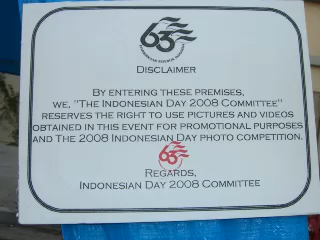 63
Disclaimer
By entering these premises,
we, "The Indonesian Day 2008 Committee"
reserves the right to use pictures and videos
obtained in this event for promotional purposes
and The 2008 Indonesian Day photo competition.
63
Regards,
Indonesian Day 2008 Committee